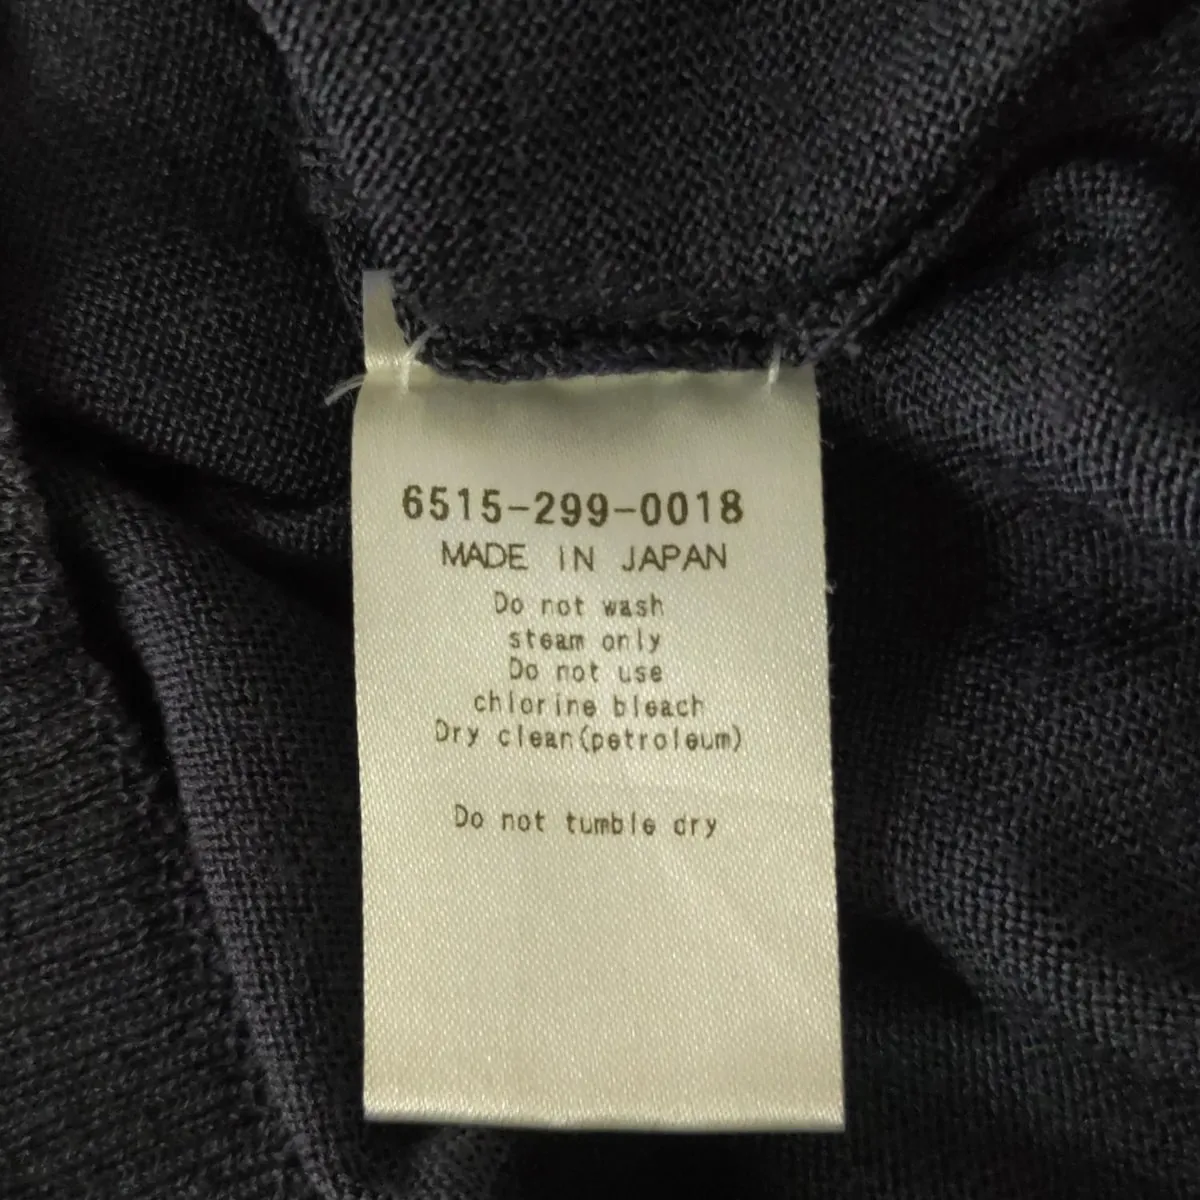 6515-299-0018
MADE IN JAPAN
Do not wash
steam only
Do not use
chlorine bleach
Dry clean(petroleum)
Do not tumble dry